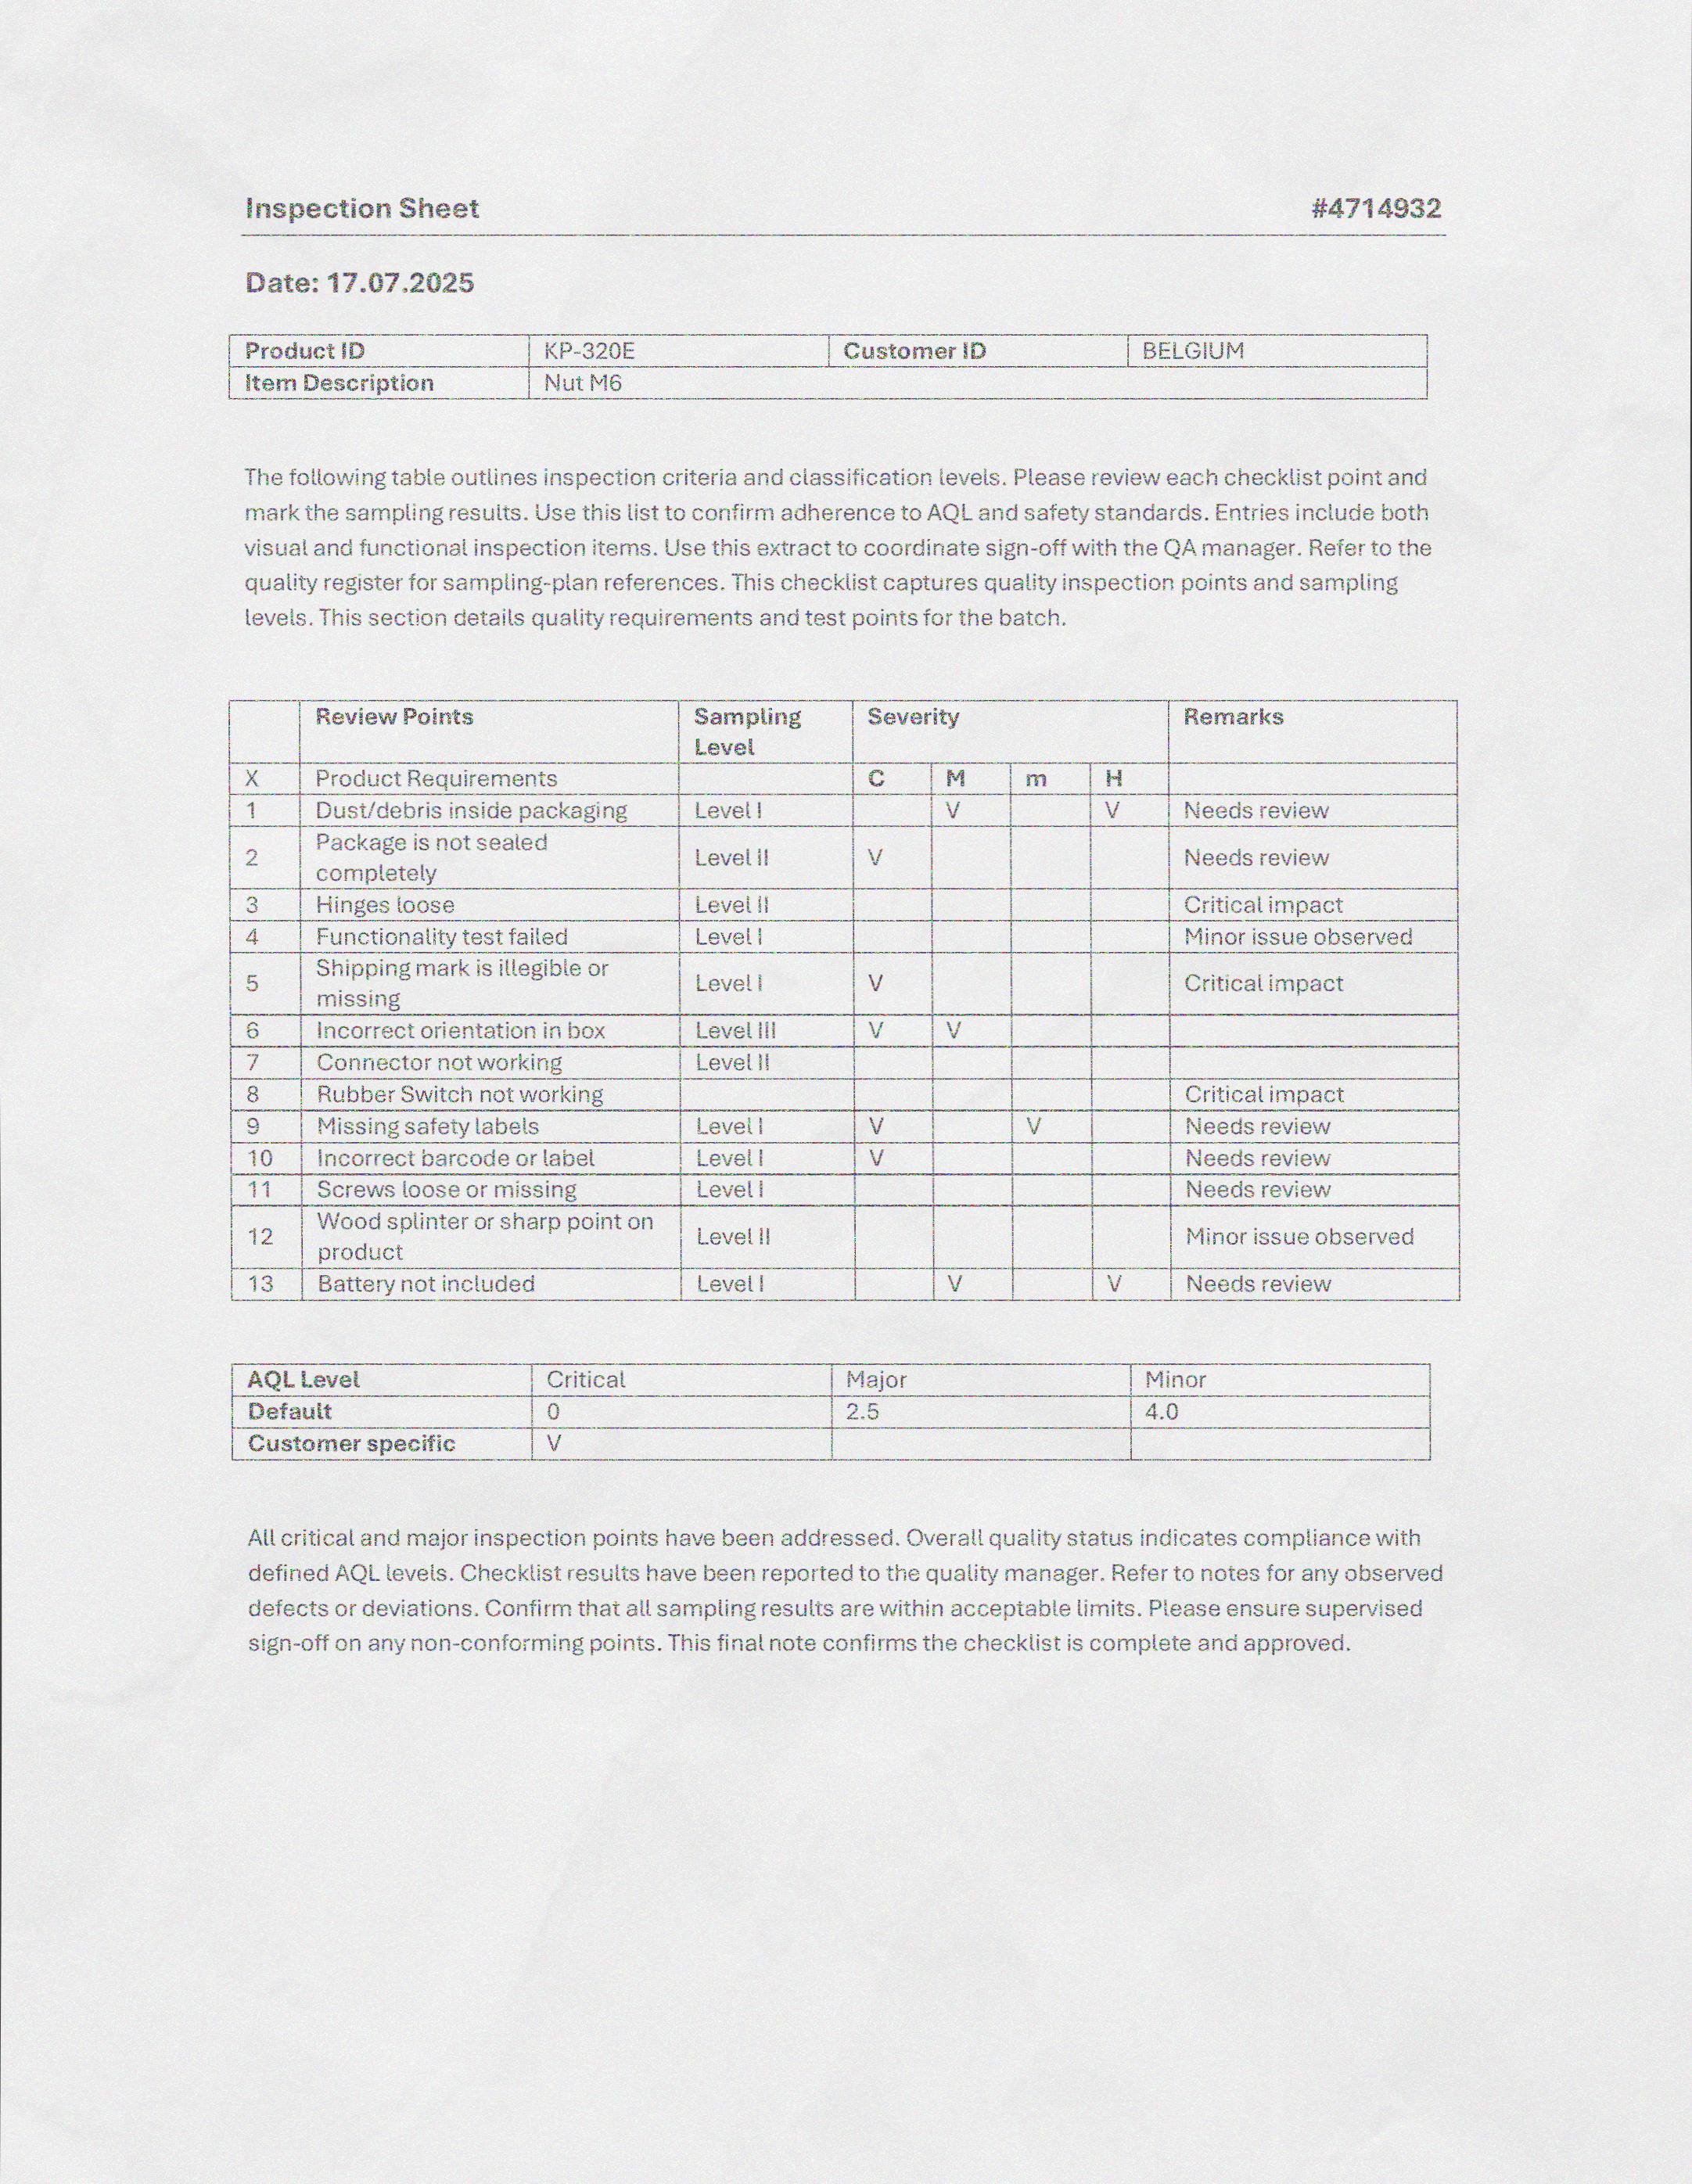 Inspection Sheet #4714932
Date: 17.07.2025
Product ID KP-320E Customer ID BELGIUM
Item Description Nut M6
The following table outlines inspection criteria and classification levels. Please review each checklist point and
mark the sampling results. Use this list to confirm adherence to AQL and safety standards. Entries include both
visual and functional inspection items. Use this extract to coordinate sign-off with the QA manager. Refer to the
quality register for sampling-plan references. This checklist captures quality inspection points and sampling
levels. This section details quality requirements and test points for the batch.
Review Points Sampling Level Severity Remarks
X Product Requirements C M m H
1 Dust/debris inside packaging Level I V V Needs review
2 Package is not sealed completely Level II V Needs review
3 Hinges loose Level II Critical impact
4 Functionality test failed Level I Minor issue observed
5 Shipping mark is illegible or missing Level I V Critical impact
6 Incorrect orientation in box Level III V V
7 Connector not working Level II
8 Rubber Switch not working Critical impact
9 Missing safety labels Level I V V Needs review
10 Incorrect barcode or label Level I V Needs review
11 Screws loose or missing Level I Needs review
12 Wood splinter or sharp point on product Level II Minor issue observed
13 Battery not included Level I V V Needs review
AQL Level Critical Major Minor
Default 0 2.5 4.0
Customer specific V
All critical and major inspection points have been addressed. Overall quality status indicates compliance with
defined AQL levels. Checklist results have been reported to the quality manager. Refer to notes for any observed
defects or deviations. Confirm that all sampling results are within acceptable limits. Please ensure supervised
sign-off on any non-conforming points. This final note confirms the checklist is complete and approved.